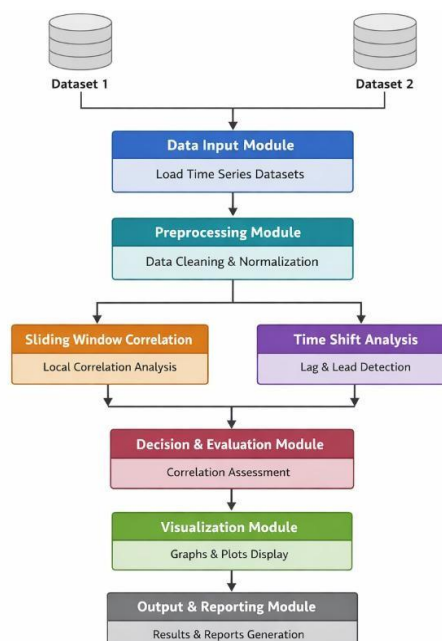 Dataset 1
Dataset 2
Data Input Module
Load Time Series Datasets
Preprocessing Module
Data Cleaning & Normalization
Sliding Window Correlation
Local Correlation Analysis
Time Shift Analysis
Lag & Lead Detection
Decision & Evaluation Module
Correlation Assessment
Visualization Module
Graphs & Plots Display
Output & Reporting Module
Results & Reports Generation